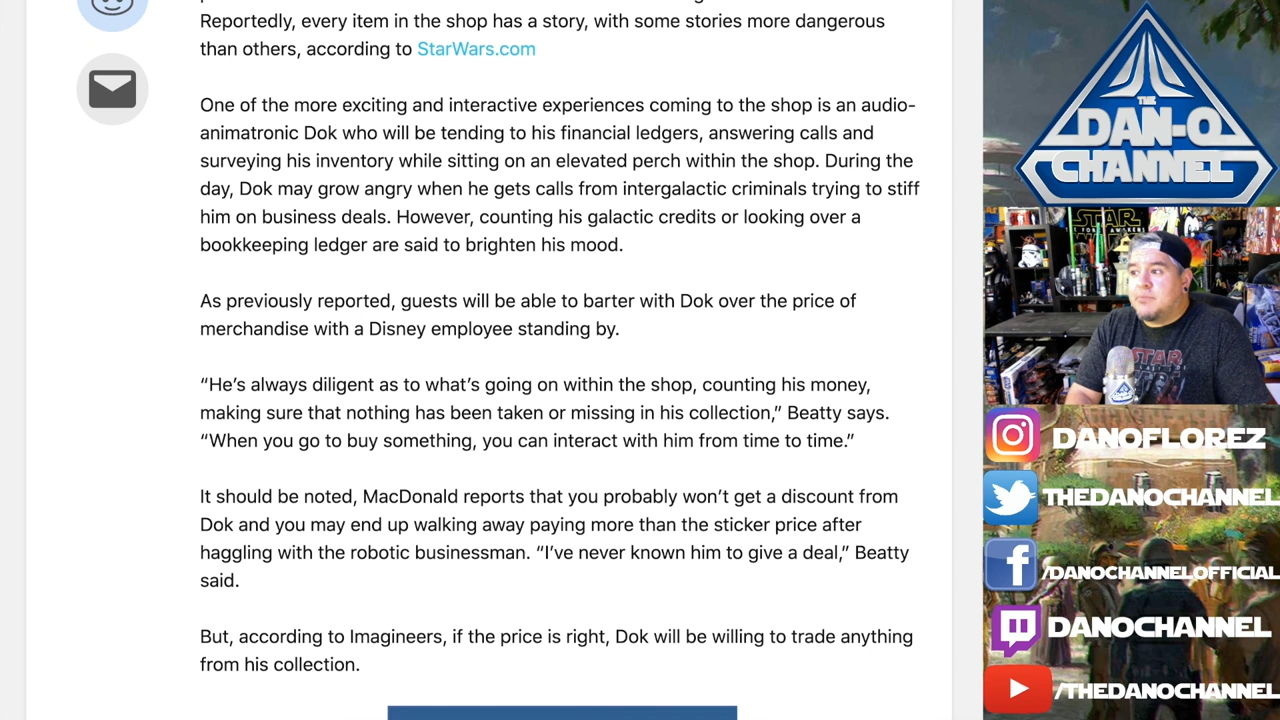 Reportedly, every item in the shop has a story, with some stories more dangerous
than others, according to StarWars.com
One of the more exciting and interactive experiences coming to the shop is an audio-
animatronic Dok who will be tending to his financial ledgers, answering calls and
surveying his inventory while sitting on an elevated perch within the shop. During the
day, Dok may grow angry when he gets calls from intergalactic criminals trying to stiff
him on business deals. However, counting his galactic credits or looking over a
bookkeeping ledger are said to brighten his mood.
As previously reported, guests will be able to barter with Dok over the price of
merchandise with a Disney employee standing by.
“He’s always diligent as to what’s going on within the shop, counting his money,
making sure that nothing has been taken or missing in his collection,” Beatty says.
“When you go to buy something, you can interact with him from time to time.”
It should be noted, MacDonald reports that you probably won’t get a discount from
Dok and you may end up walking away paying more than the sticker price after
haggling with the robotic businessman. “I’ve never known him to give a deal,” Beatty
said.
But, according to Imagineers, if the price is right, Dok will be willing to trade anything
from his collection.
THE
DAN-O
CHANNEL
STAR
THE FORCE AWAKENS
STAR
DANOFLOREZ
THEDANOCHANNEL
/DANOCHANNELOFFICIAL
DANOCHANNEL
/THEDANOCHANNEL